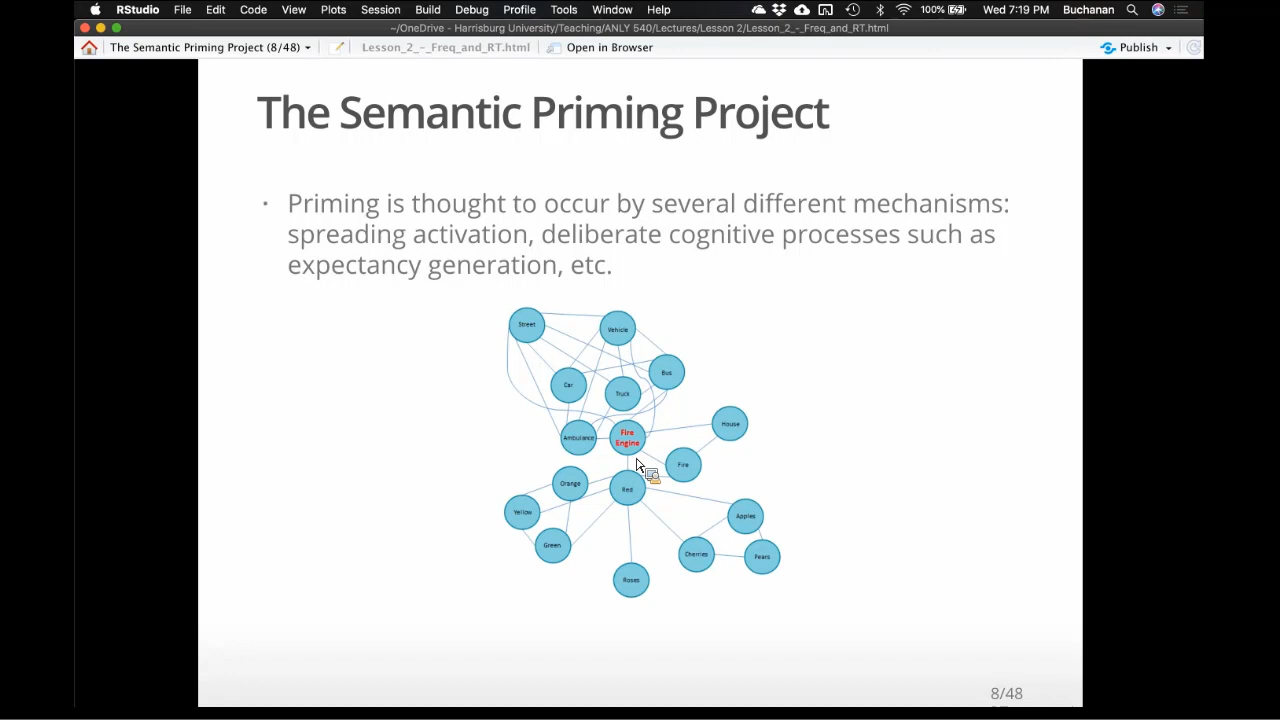 RStudio File Edit Code View Plots Session Build Debug Profile Tools Window Help 100% Wed 7:19 PM Buchanan
~/OneDrive - Harrisburg University/Teaching/ANLY 540/Lectures/Lesson 2/Lesson_2_-_Freq_and_RT.html
The Semantic Priming Project (8/48) Lesson_2_-_Freq_and_RT.html Open in Browser Publish
The Semantic Priming Project
· Priming is thought to occur by several different mechanisms:
spreading activation, deliberate cognitive processes such as
expectancy generation, etc.
Street
Vehicle
Bus
Car
Truck
House
Ambulance
Fire
Engine
Fire
Orange
Red
Yellow
Apples
Green
Cherries
Pears
Roses
8/48